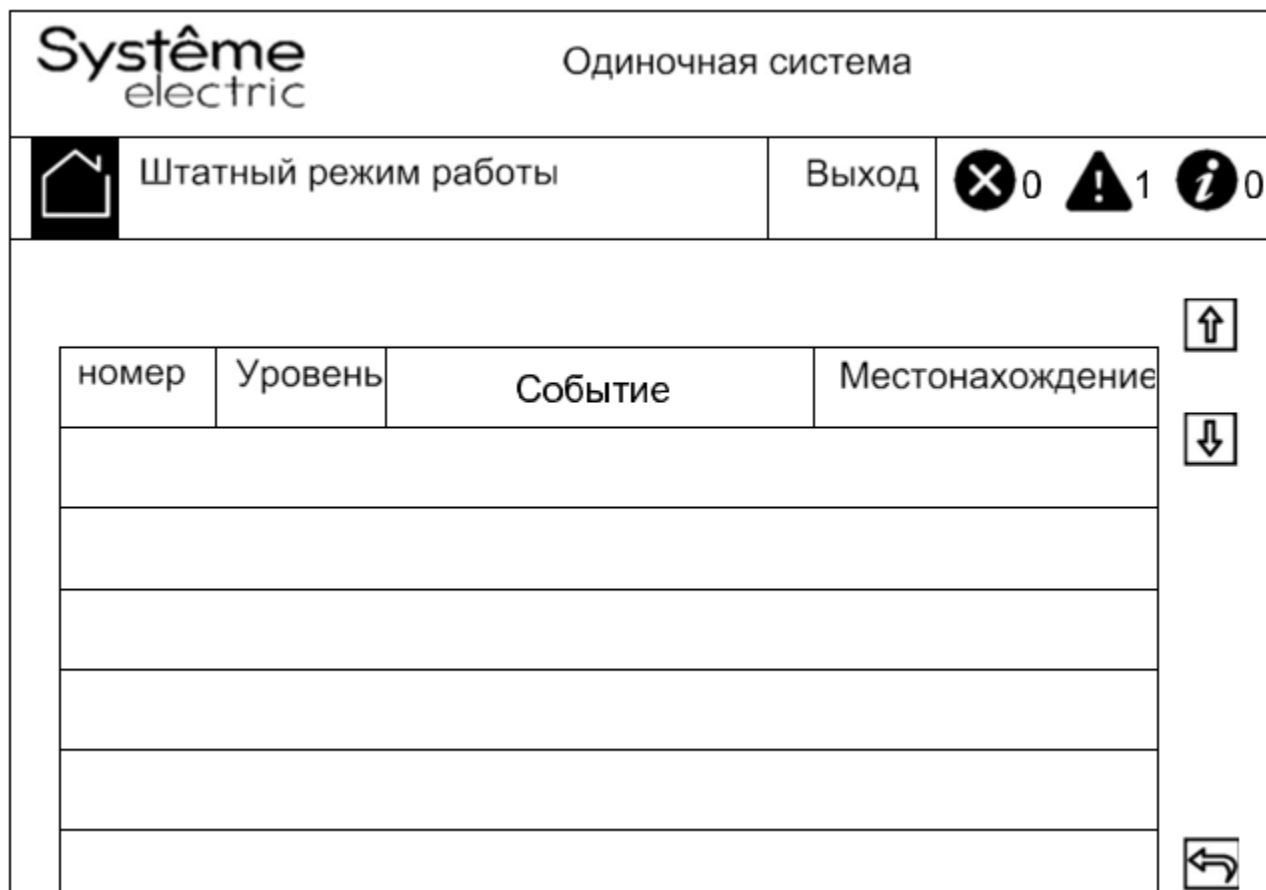 Systême
electric
Одиночная система
Штатный режим работы
Выход
0
1
0
номер
Уровень
Событие
Местонахождение